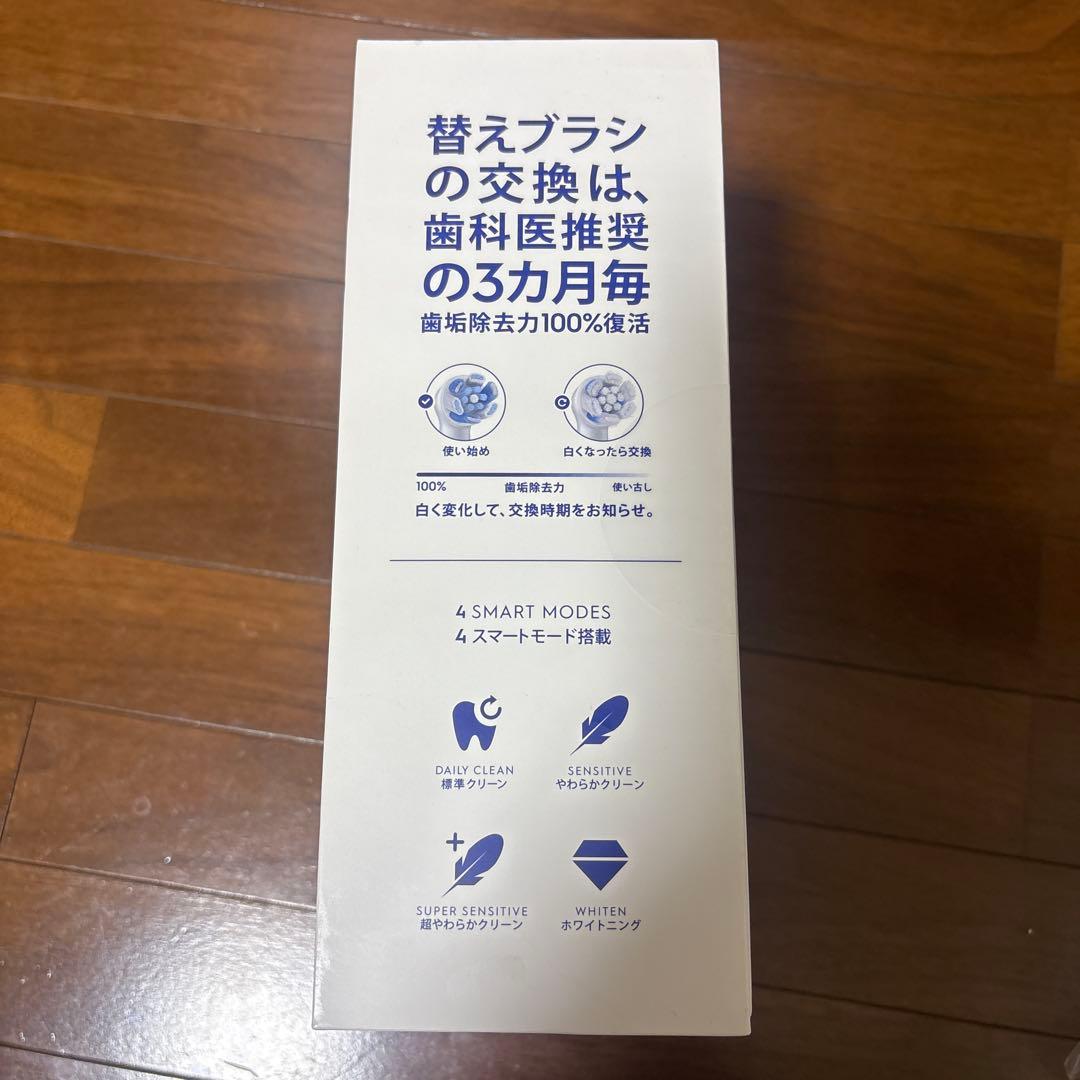 替えブラシ
の交換は、
歯科医推奨
の3カ月毎
歯垢除去力100%復活
使い始め 白くなったら交換
100% 歯垢除去力 使い古し
白く変化して、交換時期をお知らせ。
4 SMART MODES
4 スマートモード搭載
DAILY CLEAN SENSITIVE
標準クリーン やわらかクリーン
SUPER SENSITIVE WHITEN
超やわらかクリーン ホワイトニング